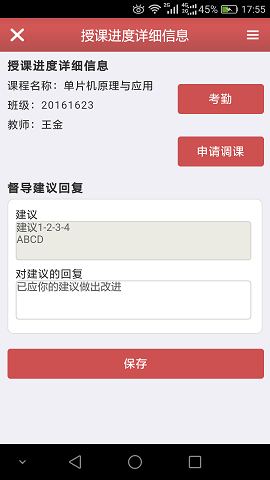 45% 17:55
授课进度详细信息
授课进度详细信息
课程名称：单片机原理与应用
考勤
班级：20161623
教师：王金
申请调课
督导建议回复
建议
建议1-2-3-4
ABCD
对建议的回复
已应你的建议做出改进
保存